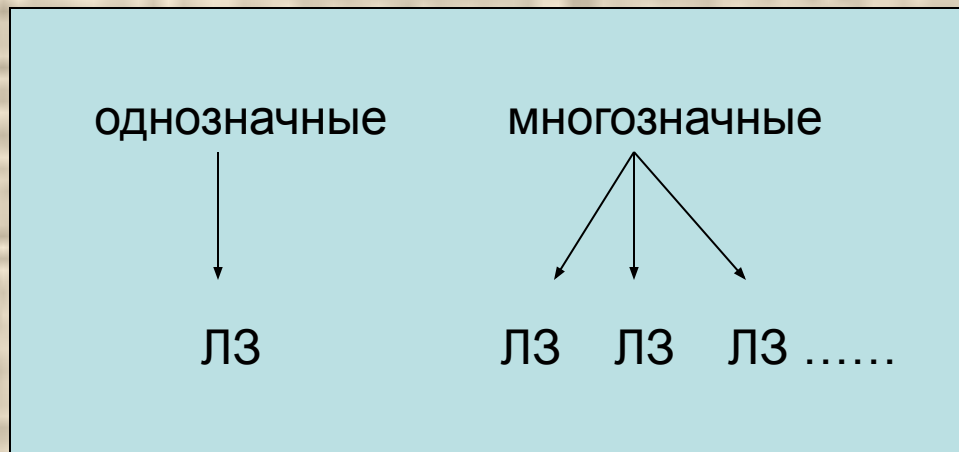 однозначные многозначные
ЛЗ ЛЗ ЛЗ ЛЗ ......